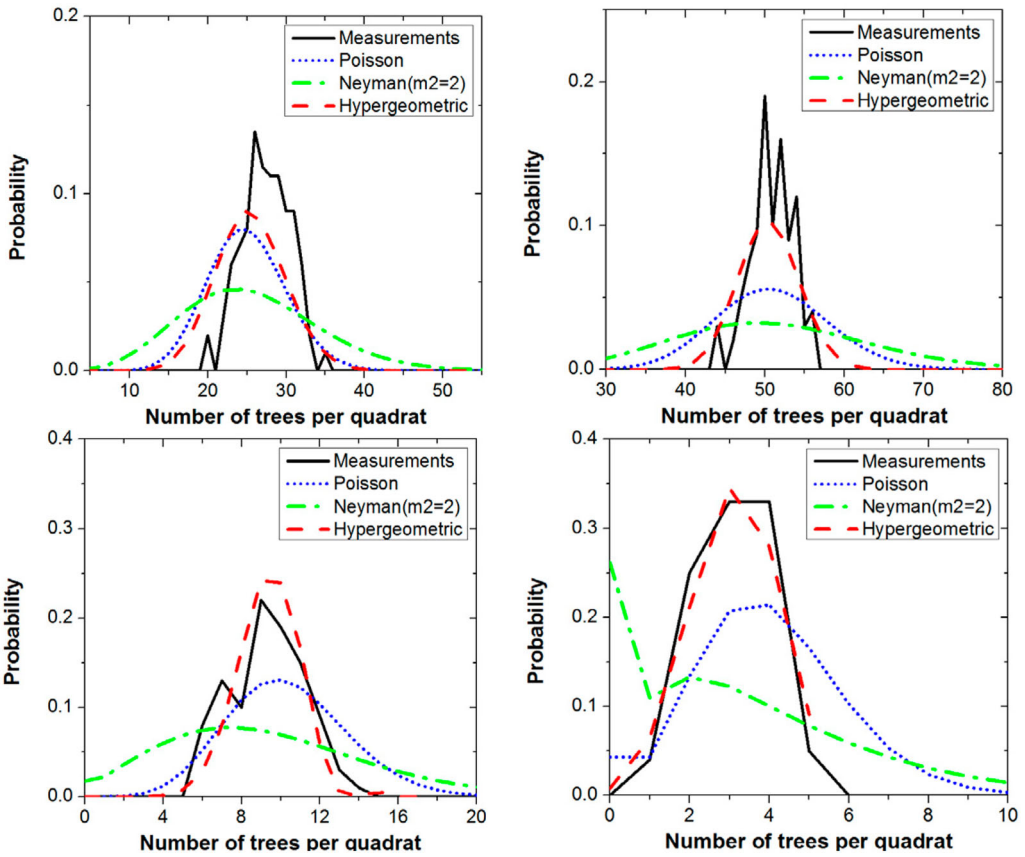 0.2
0.1
0.0
Probability
10 20 30 40 50
Number of trees per quadrat
Measurements
Poisson
Neyman(m2=2)
Hypergeometric
0.2
0.1
0.0
Probability
30 40 50 60 70 80
Number of trees per quadrat
Measurements
Poisson
Neyman(m2=2)
Hypergeometric
0.4
0.3
0.2
0.1
0.0
Probability
0 4 8 12 16 20
Number of trees per quadrat
Measurements
Poisson
Neyman(m2=2)
Hypergeometric
0.4
0.3
0.2
0.1
0.0
Probability
0 2 4 6 8 10
Number of trees per quadrat
Measurements
Poisson
Neyman(m2=2)
Hypergeometric